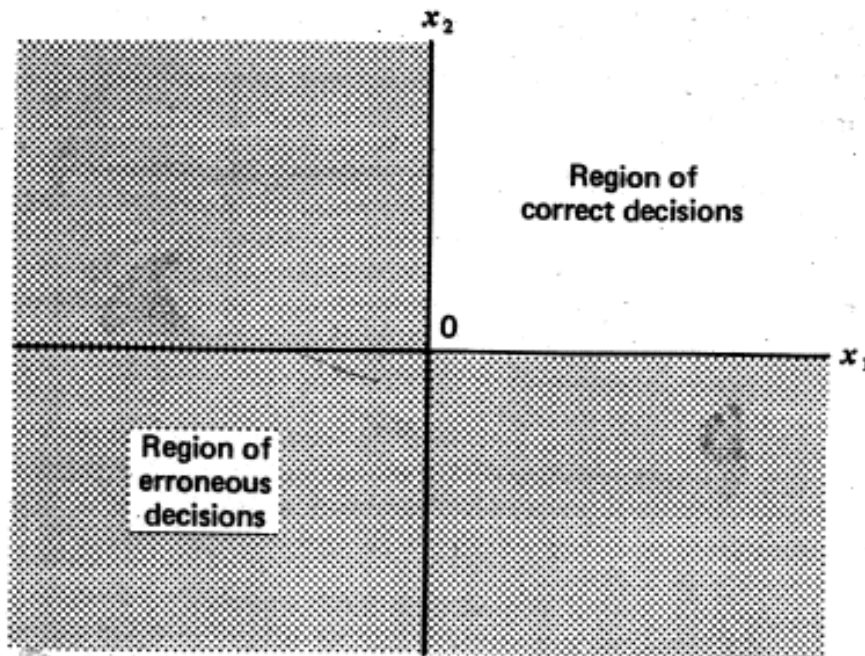 x₂
Region of
correct decisions
0
x₁
Region of
erroneous
decisions